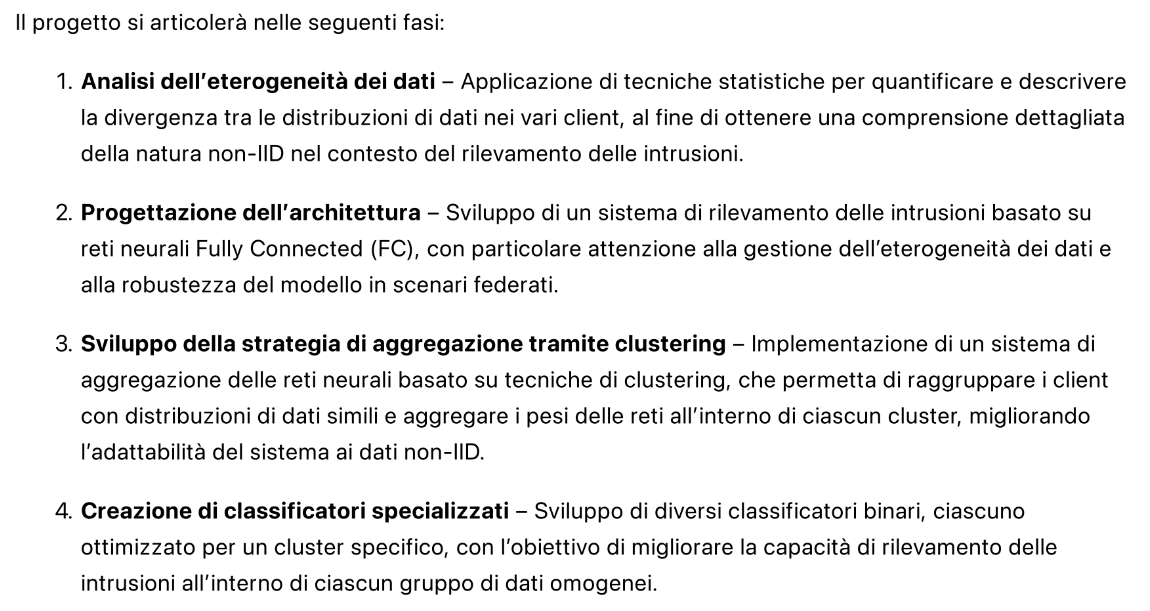 Il progetto si articolerà nelle seguenti fasi:
1. Analisi dell’eterogeneità dei dati – Applicazione di tecniche statistiche per quantificare e descrivere
la divergenza tra le distribuzioni di dati nei vari client, al fine di ottenere una comprensione dettagliata
della natura non-IID nel contesto del rilevamento delle intrusioni.
2. Progettazione dell’architettura – Sviluppo di un sistema di rilevamento delle intrusioni basato su
reti neurali Fully Connected (FC), con particolare attenzione alla gestione dell’eterogeneità dei dati e
alla robustezza del modello in scenari federati.
3. Sviluppo della strategia di aggregazione tramite clustering – Implementazione di un sistema di
aggregazione delle reti neurali basato su tecniche di clustering, che permetta di raggruppare i client
con distribuzioni di dati simili e aggregare i pesi delle reti all’interno di ciascun cluster, migliorando
l’adattabilità del sistema ai dati non-IID.
4. Creazione di classificatori specializzati – Sviluppo di diversi classificatori binari, ciascuno
ottimizzato per un cluster specifico, con l’obiettivo di migliorare la capacità di rilevamento delle
intrusioni all’interno di ciascun gruppo di dati omogenei.